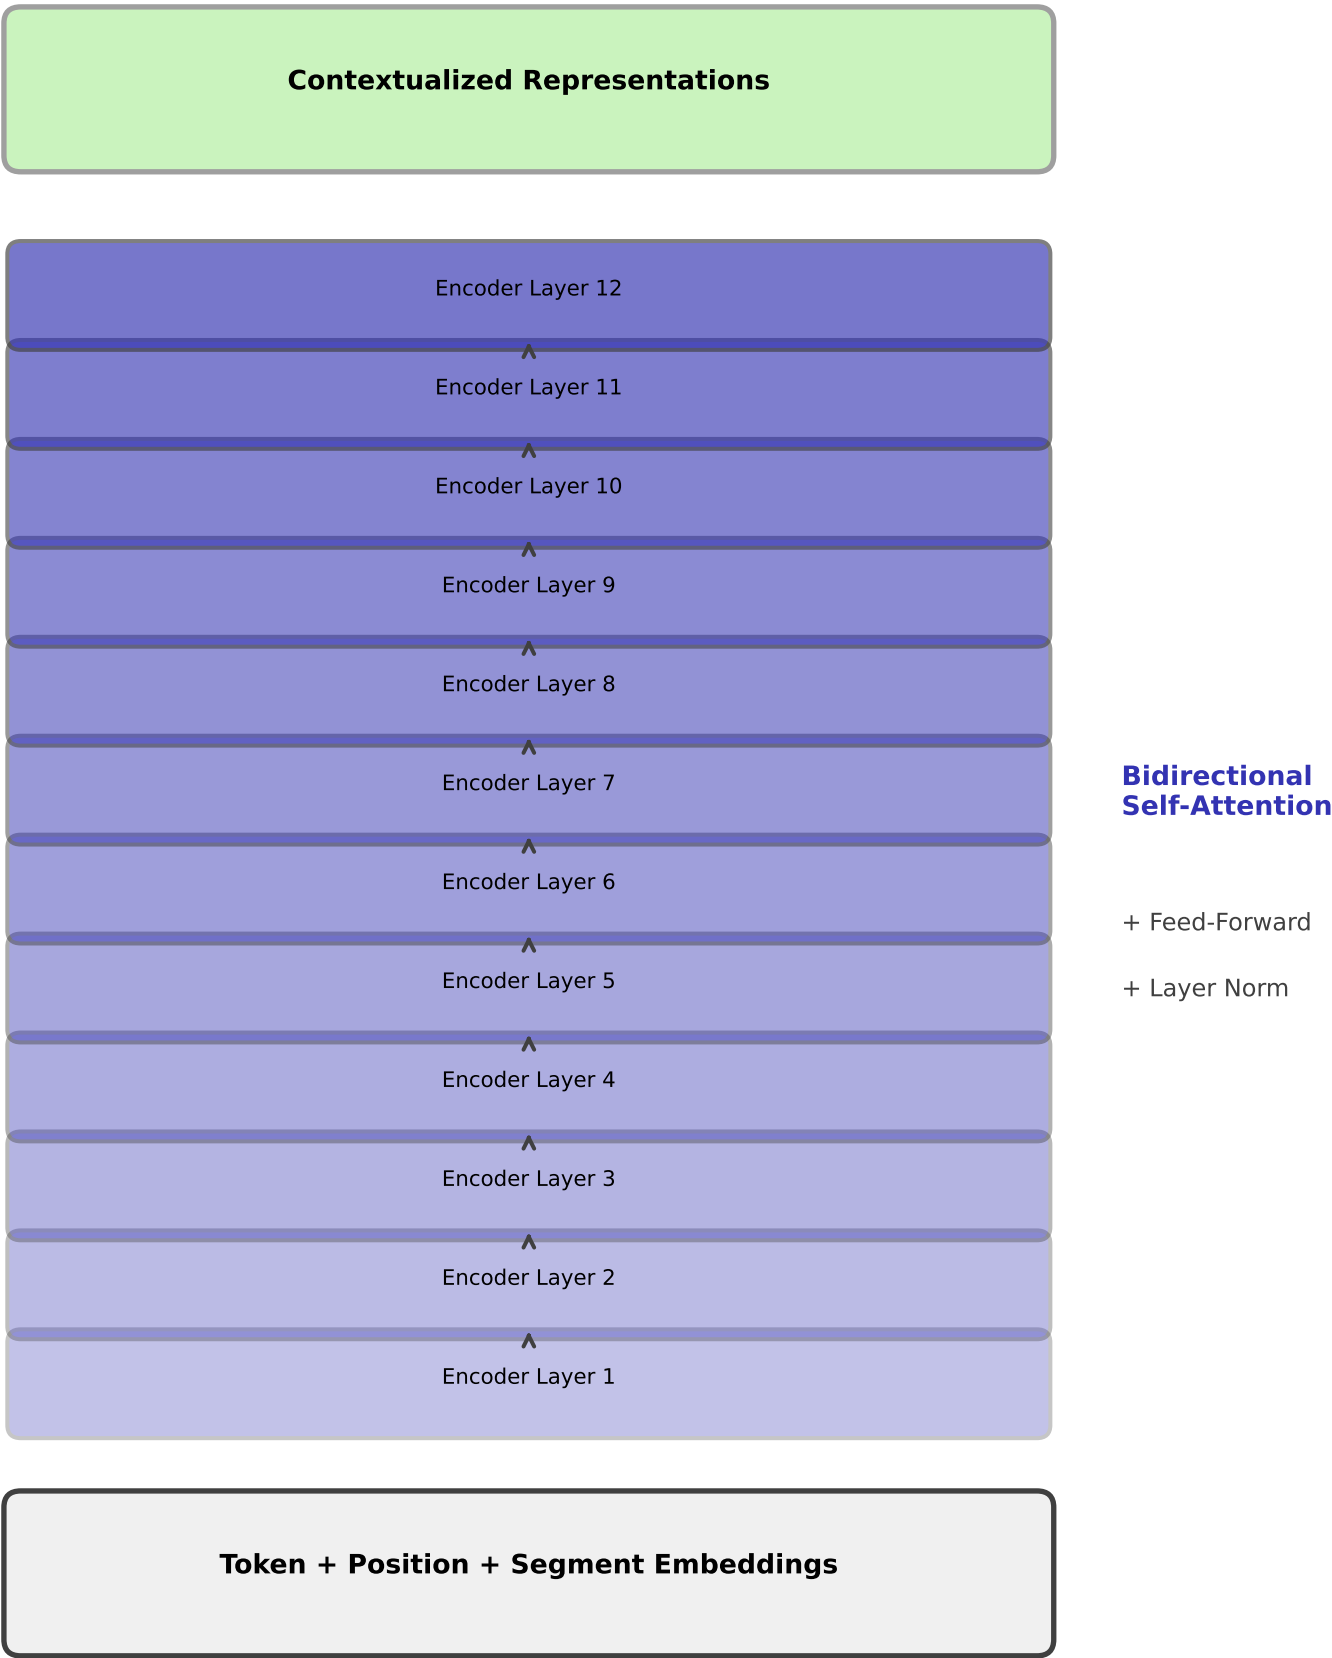 Contextualized Representations
Encoder Layer 12
Encoder Layer 11
Encoder Layer 10
Encoder Layer 9
Encoder Layer 8
Encoder Layer 7
Bidirectional
Self-Attention
Encoder Layer 6
+ Feed-Forward
Encoder Layer 5
+ Layer Norm
Encoder Layer 4
Encoder Layer 3
Encoder Layer 2
Encoder Layer 1
Token + Position + Segment Embeddings